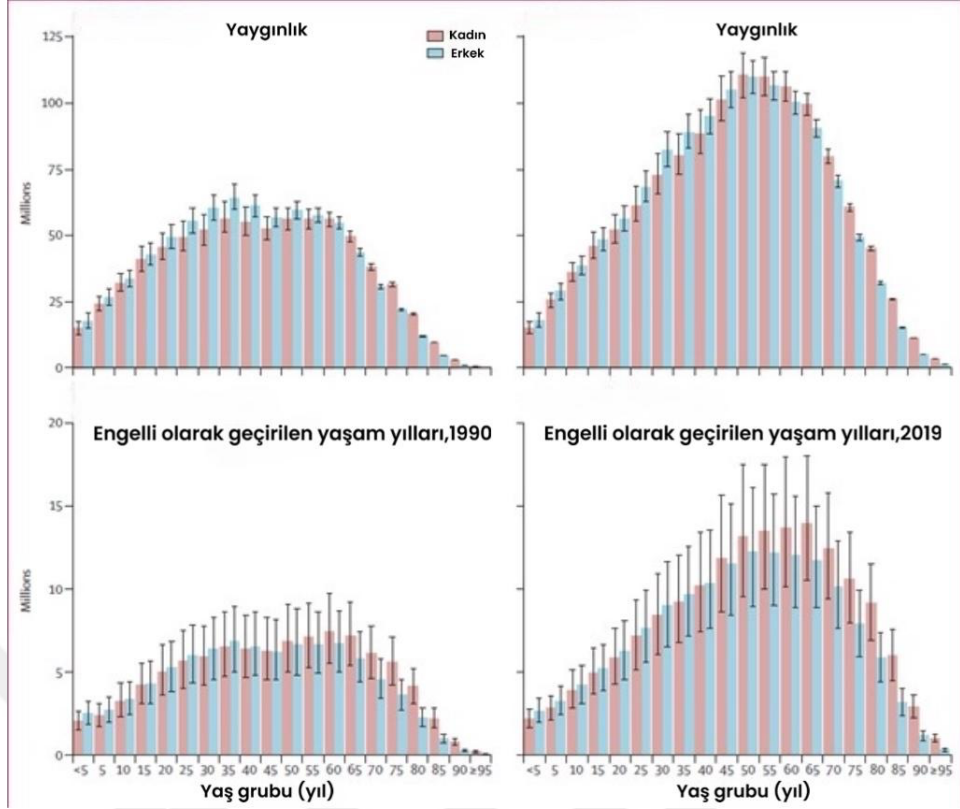 Yaygınlık
Kadın
Erkek
Yaygınlık
125
100
75
50
25
0
Millions
Engelli olarak geçirilen yaşam yılları,1990
Engelli olarak geçirilen yaşam yılları,2019
20
15
10
5
0
Millions
<5 5 10 15 20 25 30 35 40 45 50 55 60 65 70 75 80 85 90 ≥95
<5 5 10 15 20 25 30 35 40 45 50 55 60 65 70 75 80 85 90 ≥95
Yaş grubu (yıl)
Yaş grubu (yıl)